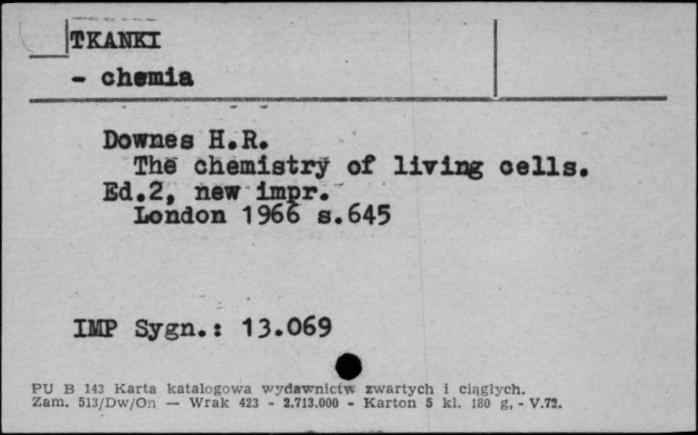 TKANKI
- chemia
Downes H.R.
The chemistry of living cells.
Ed.2, new impr.
London 1966 s.645
IMP Sygn.: 13.069
PU B 143 Karta katalogowa wydawnictw zwartych i ciągłych.
Zam. 513/Dw/On — Wrak 423 - 2.713.000 - Karton 5 kl. 180 g, - V.72.